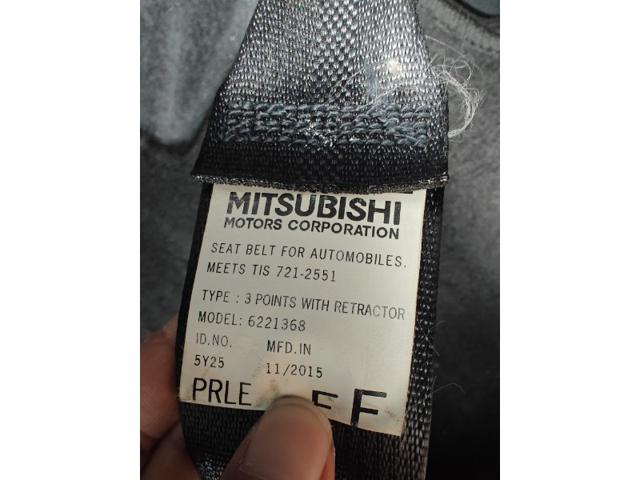 MITSUBISHI
MOTORS CORPORATION
SEAT BELT FOR AUTOMOBILES.
MEETS TIS 721-2551
TYPE : 3 POINTS WITH RETRACTOR
MODEL: 6221368
ID.NO. MFD.IN
5Y25 11/2015
PRLE F